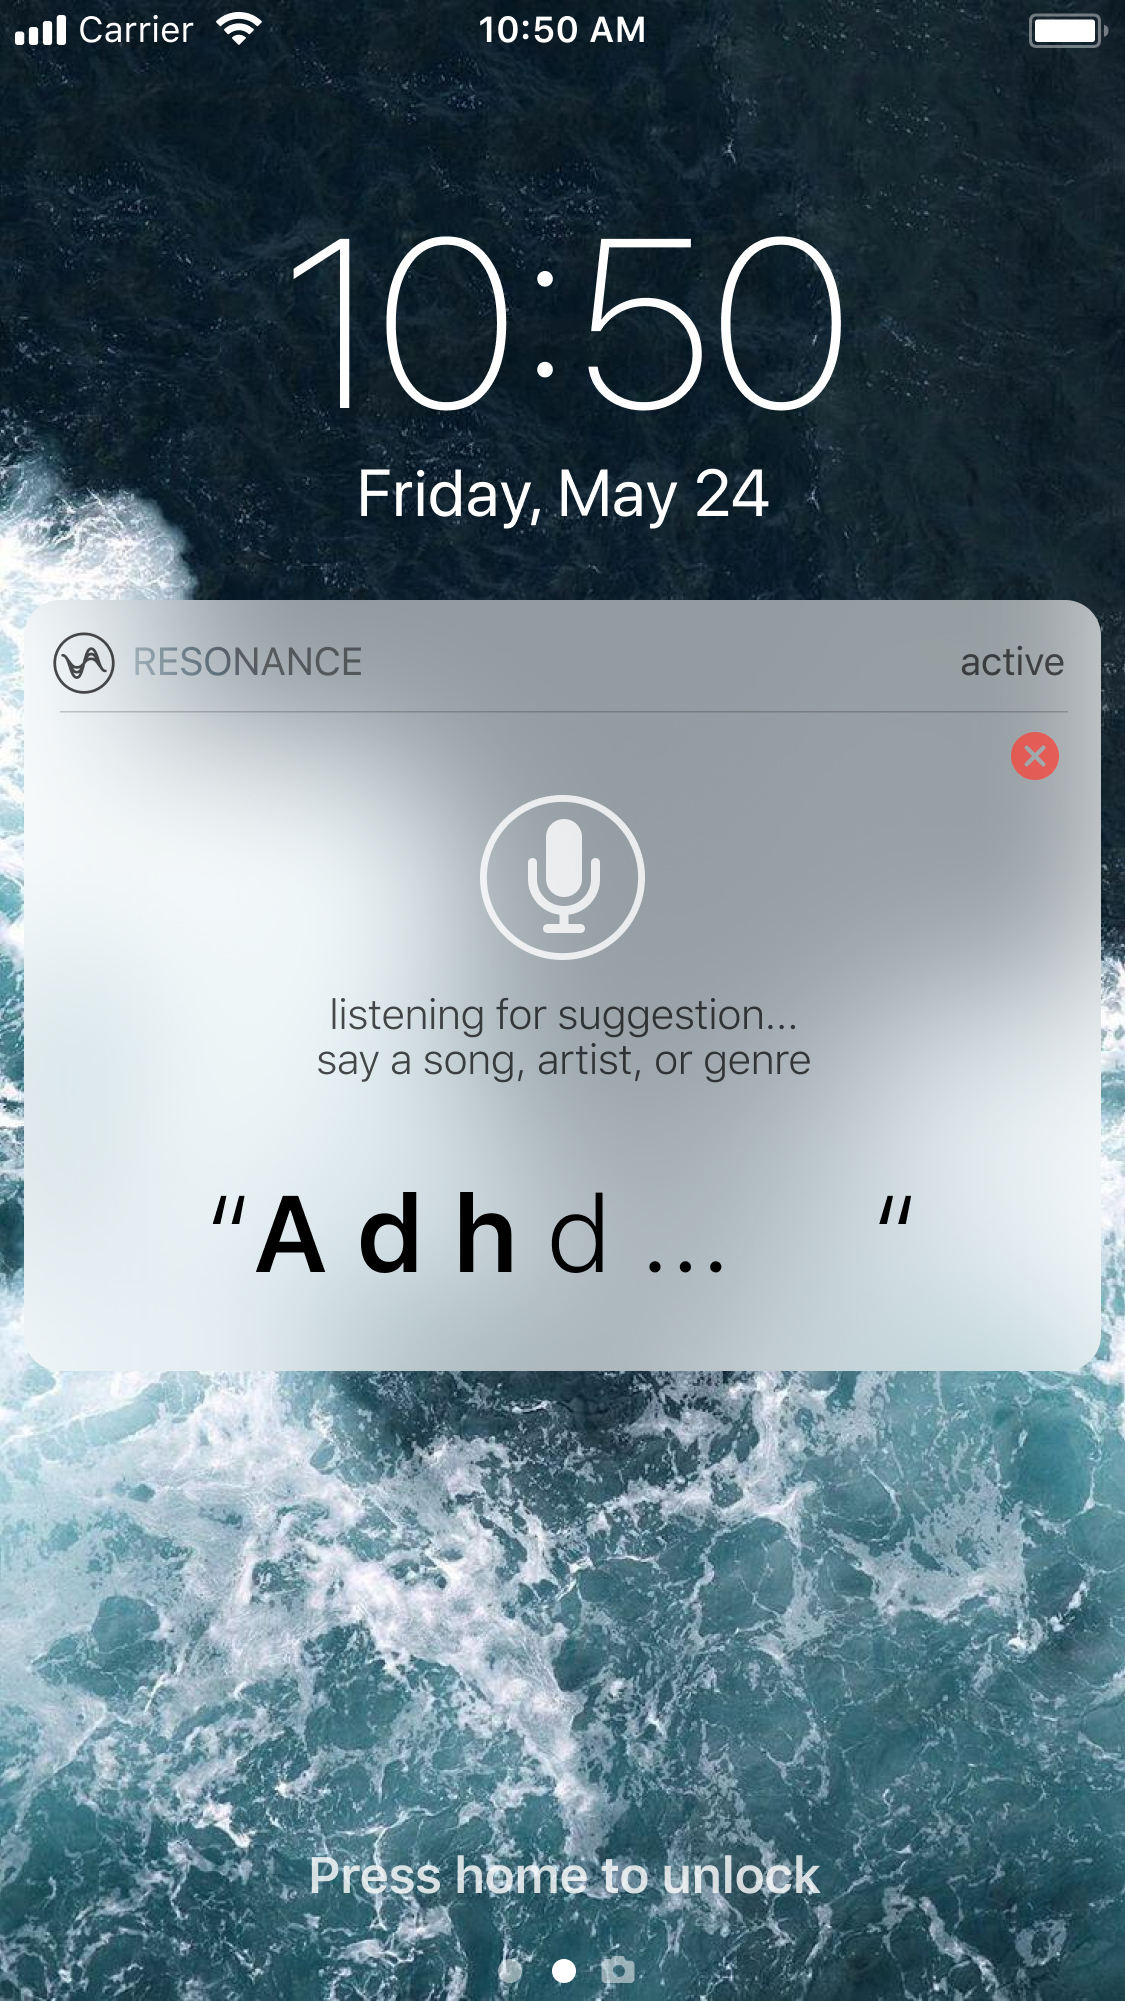 Carrier 10:50 AM
10:50
Friday, May 24
RESONANCE active
listening for suggestion...
say a song, artist, or genre
“A d h d ... “
Press home to unlock